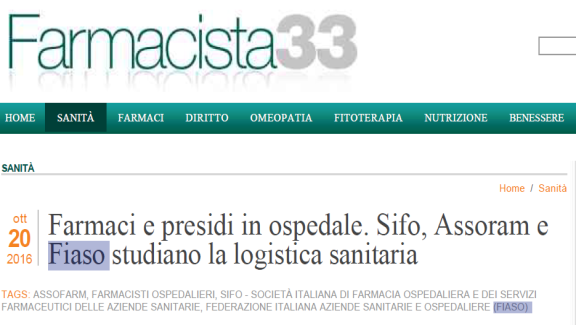 Farmacista33
HOME SANITÀ FARMACI DIRITTO OMEOPATIA FITOTERAPIA NUTRIZIONE BENESSERE
SANITÀ
Home / Sanità
ott
20
2016
Farmaci e presidi in ospedale. Sifo, Assoram e
Fiaso studiano la logistica sanitaria
TAGS: ASSOFARM, FARMACISTI OSPEDALIERI, SIFO - SOCIETÀ ITALIANA DI FARMACIA OSPEDALIERA E DEI SERVIZI
FARMACEUTICI DELLE AZIENDE SANITARIE, FEDERAZIONE ITALIANA AZIENDE SANITARIE E OSPEDALIERE (FIASO)